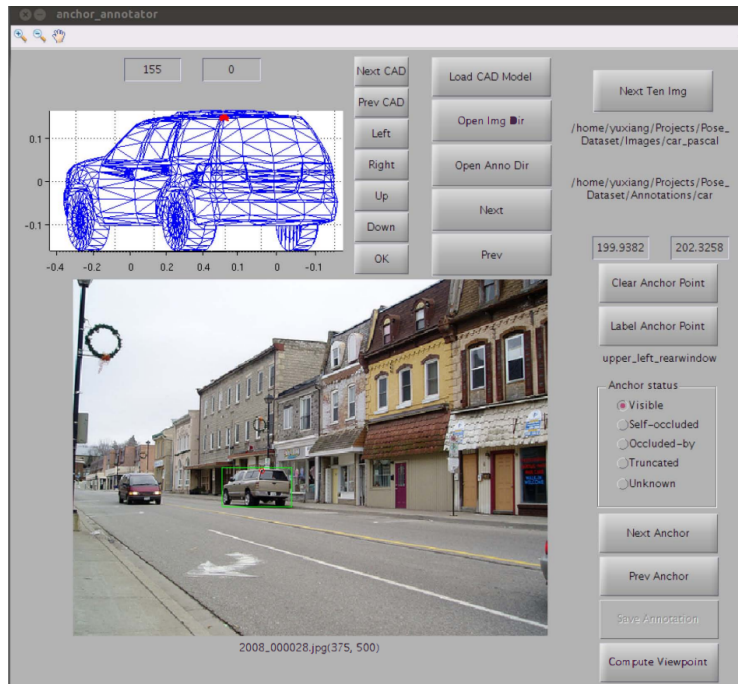 anchor_annotator
155
0
Next CAD
Prev CAD
Left
Right
Up
Down
OK
0.1
0
-0.1
-0.4 -0.2 0 0.2 0.4 0.1 0 -0.1
Load CAD Model
Open Img Dir
Open Anno Dir
Next
Prev
Next Ten Img
/home/yuxiang/Projects/Pose_
Dataset/Images/car_pascal
/home/yuxiang/Projects/Pose_
Dataset/Annotations/car
199.9382
202.3258
Clear Anchor Point
Label Anchor Point
upper_left_rearwindow
Anchor status
Visible
Self-occluded
Occluded-by
Truncated
Unknown
Next Anchor
Prev Anchor
Save Annotation
Compute Viewpoint
2008_000028.jpg(375, 500)